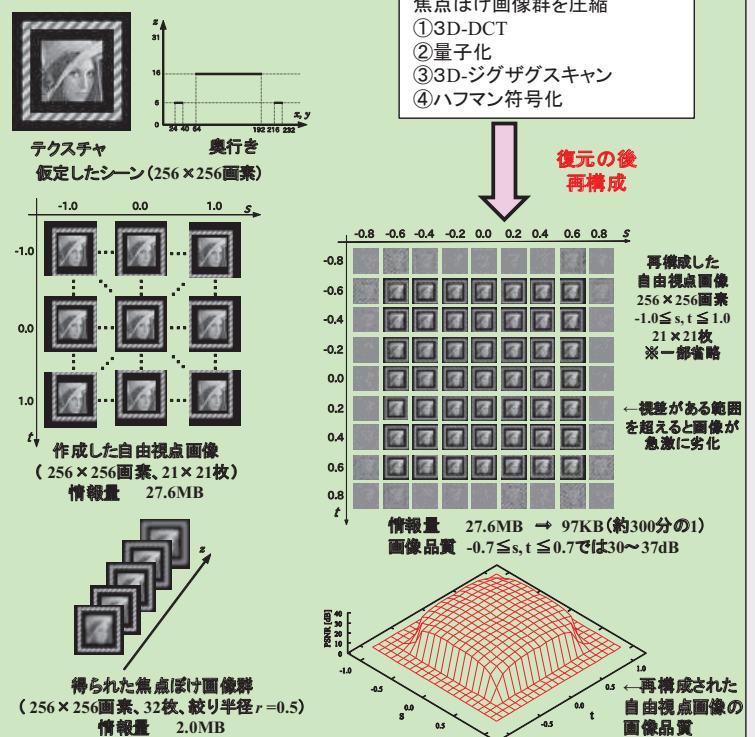 焦点ぼけ画像群を圧縮
①3D-DCT
②量子化
③3D-ジグザグスキャン
④ハフマン符号化
z
31
16
5
0
24 40 54 192 216 232
x, y
テクスチャ
奥行き
仮定したシーン(256×256画素)
復元の後
再構成
-1.0 0.0 1.0 s
-1.0
0.0
1.0
t
作成した自由視点画像
( 256×256画素、21×21枚)
情報量 27.6MB
-0.8 -0.6 -0.4 -0.2 0.0 0.2 0.4 0.6 0.8 s
-0.8
-0.6
-0.4
-0.2
0.0
0.2
0.4
0.6
0.8
t
再構成した
自由視点画像
256×256画素
-1.0≦s, t≦1.0
21×21枚
※一部省略
←視差がある範囲
を超えると画像が
急激に劣化
情報量 27.6MB → 97KB(約300分の1)
画像品質 -0.7≦s, t ≦0.7では30~37dB
z
得られた焦点ぼけ画像群
( 256×256画素、32枚、絞り半径 r =0.5)
情報量 2.0MB
PSNR [dB]
40
30
20
10
0
-1.0
-0.5
0.0
0.5
s
1.0
0.5
0.0
-0.5
t
←再構成された
自由視点画像の
画像品質